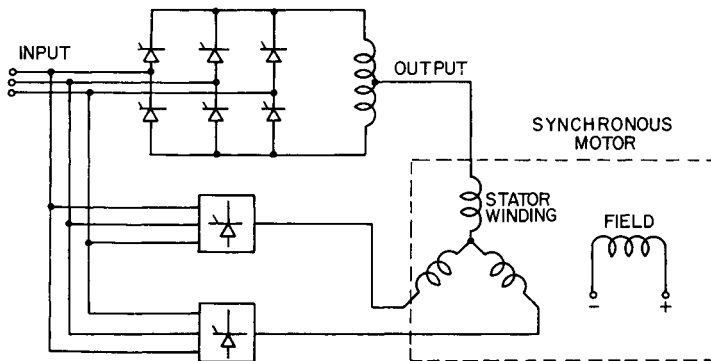 INPUT
OUTPUT
SYNCHRONOUS
MOTOR
STATOR
WINDING
FIELD
- +